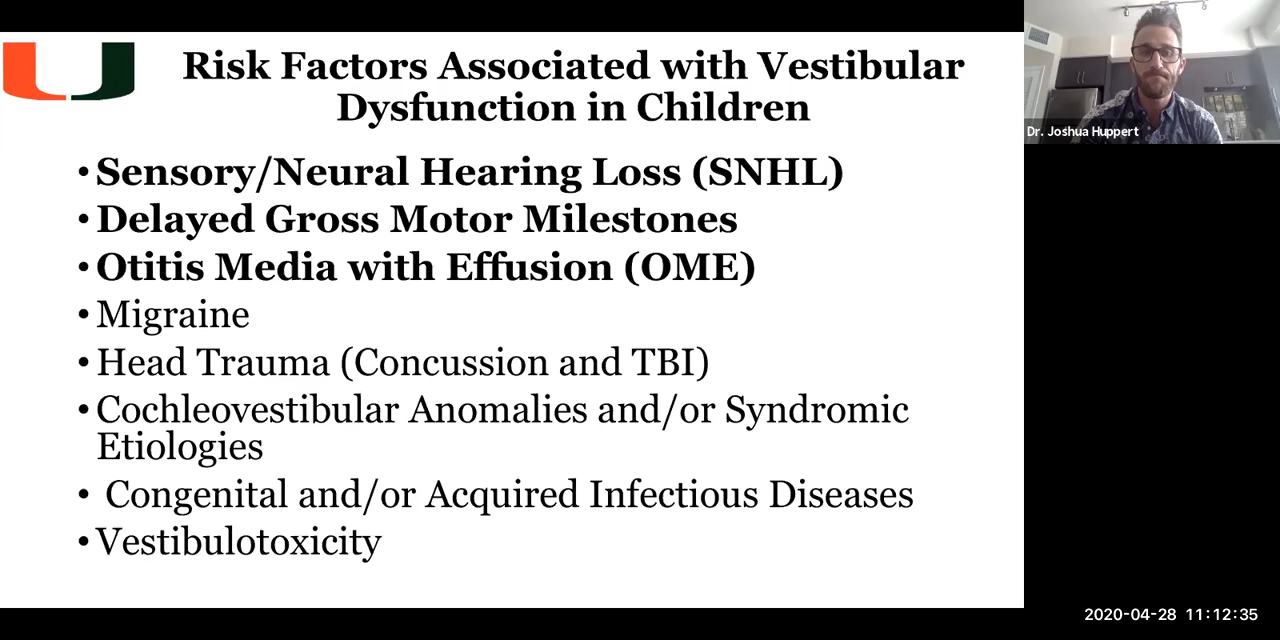 Risk Factors Associated with Vestibular
Dysfunction in Children
• Sensory/Neural Hearing Loss (SNHL)
• Delayed Gross Motor Milestones
• Otitis Media with Effusion (OME)
• Migraine
• Head Trauma (Concussion and TBI)
• Cochleovestibular Anomalies and/or Syndromic
Etiologies
• Congenital and/or Acquired Infectious Diseases
• Vestibulotoxicity
Dr. Joshua Huppert
2020-04-28 11:12:35